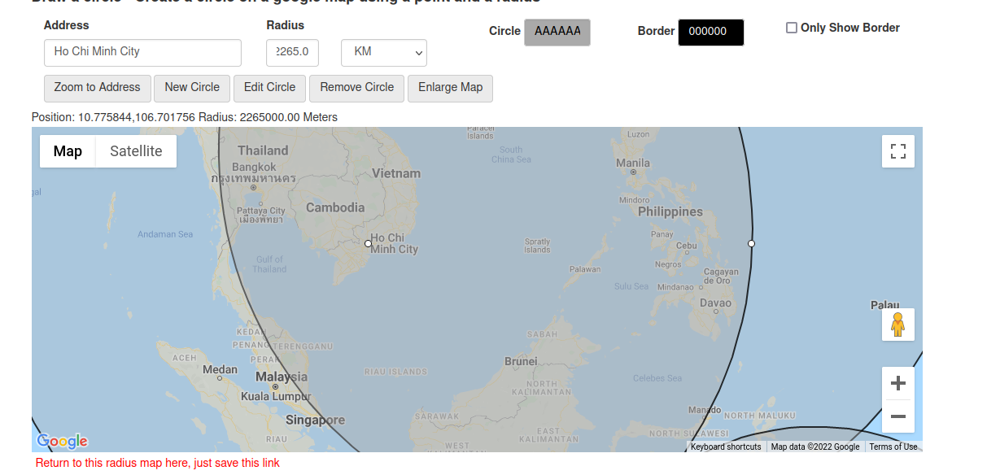 Draw a circle - Create a circle on a google map using a point and a radius
Address
Radius
Circle
AAAAAA
Border
000000
Only Show Border
Ho Chi Minh City
2265.0
KM
Zoom to Address
New Circle
Edit Circle
Remove Circle
Enlarge Map
Position: 10.775844,106.701756 Radius: 2265000.00 Meters
Map
Satellite
Paracel
Islands
South
China Sea
Luzon
Thailand
Bangkok
กรุงเทพมหานคร
Vietnam
Manila
Pattaya City
เมืองพัทยา
Cambodia
Mindoro
Philippines
Andaman Sea
Ho Chi
Minh City
Spratly
Islands
Panay
Cebu
Gulf of
Thailand
Palawan
Negros
Cagayan
de Oro
Sulu Sea
Mindanao
Davao
Palau
KEDAH
PENANG
TERENGGANU
SABAH
ACEH
PERAK
Medan
Malaysia
Brunei
RIAU ISLANDS
Celebes Sea
NORTH
KALIMANTAN
Kuala Lumpur
Manado
NORTH MALUKU
Singapore
SARAWAK
RIAU
EAST
KALIMANTAN
NORTH SULAWESI
WEST
KALIMANTAN
Google
Keyboard shortcuts
Map data ©2022 Google
Terms of Use
Return to this radius map here, just save this link